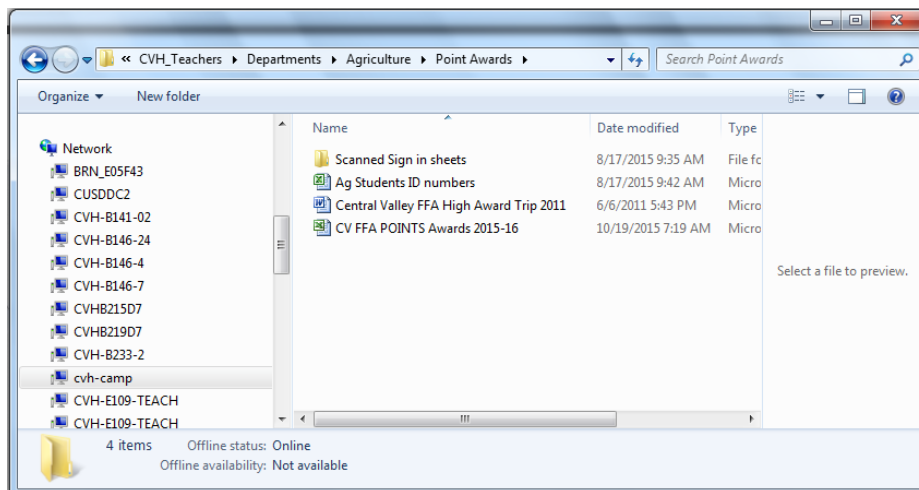 « CVH_Teachers ▸ Departments ▸ Agriculture ▸ Point Awards ▸
Search Point Awards
Organize ▾ New folder
Network
BRN_E05F43
CUSDDC2
CVH-B141-02
CVH-B146-24
CVH-B146-4
CVH-B146-7
CVHB215D7
CVHB219D7
CVH-B233-2
cvh-camp
CVH-E109-TEACH
CVH-E109-TEACH
Name Date modified Type
Scanned Sign in sheets 8/17/2015 9:35 AM File fc
Ag Students ID numbers 8/17/2015 9:42 AM Micro
Central Valley FFA High Award Trip 2011 6/6/2011 5:43 PM Micro
CV FFA POINTS Awards 2015-16 10/19/2015 7:19 AM Micro
Select a file to preview.
4 items Offline status: Online
Offline availability: Not available